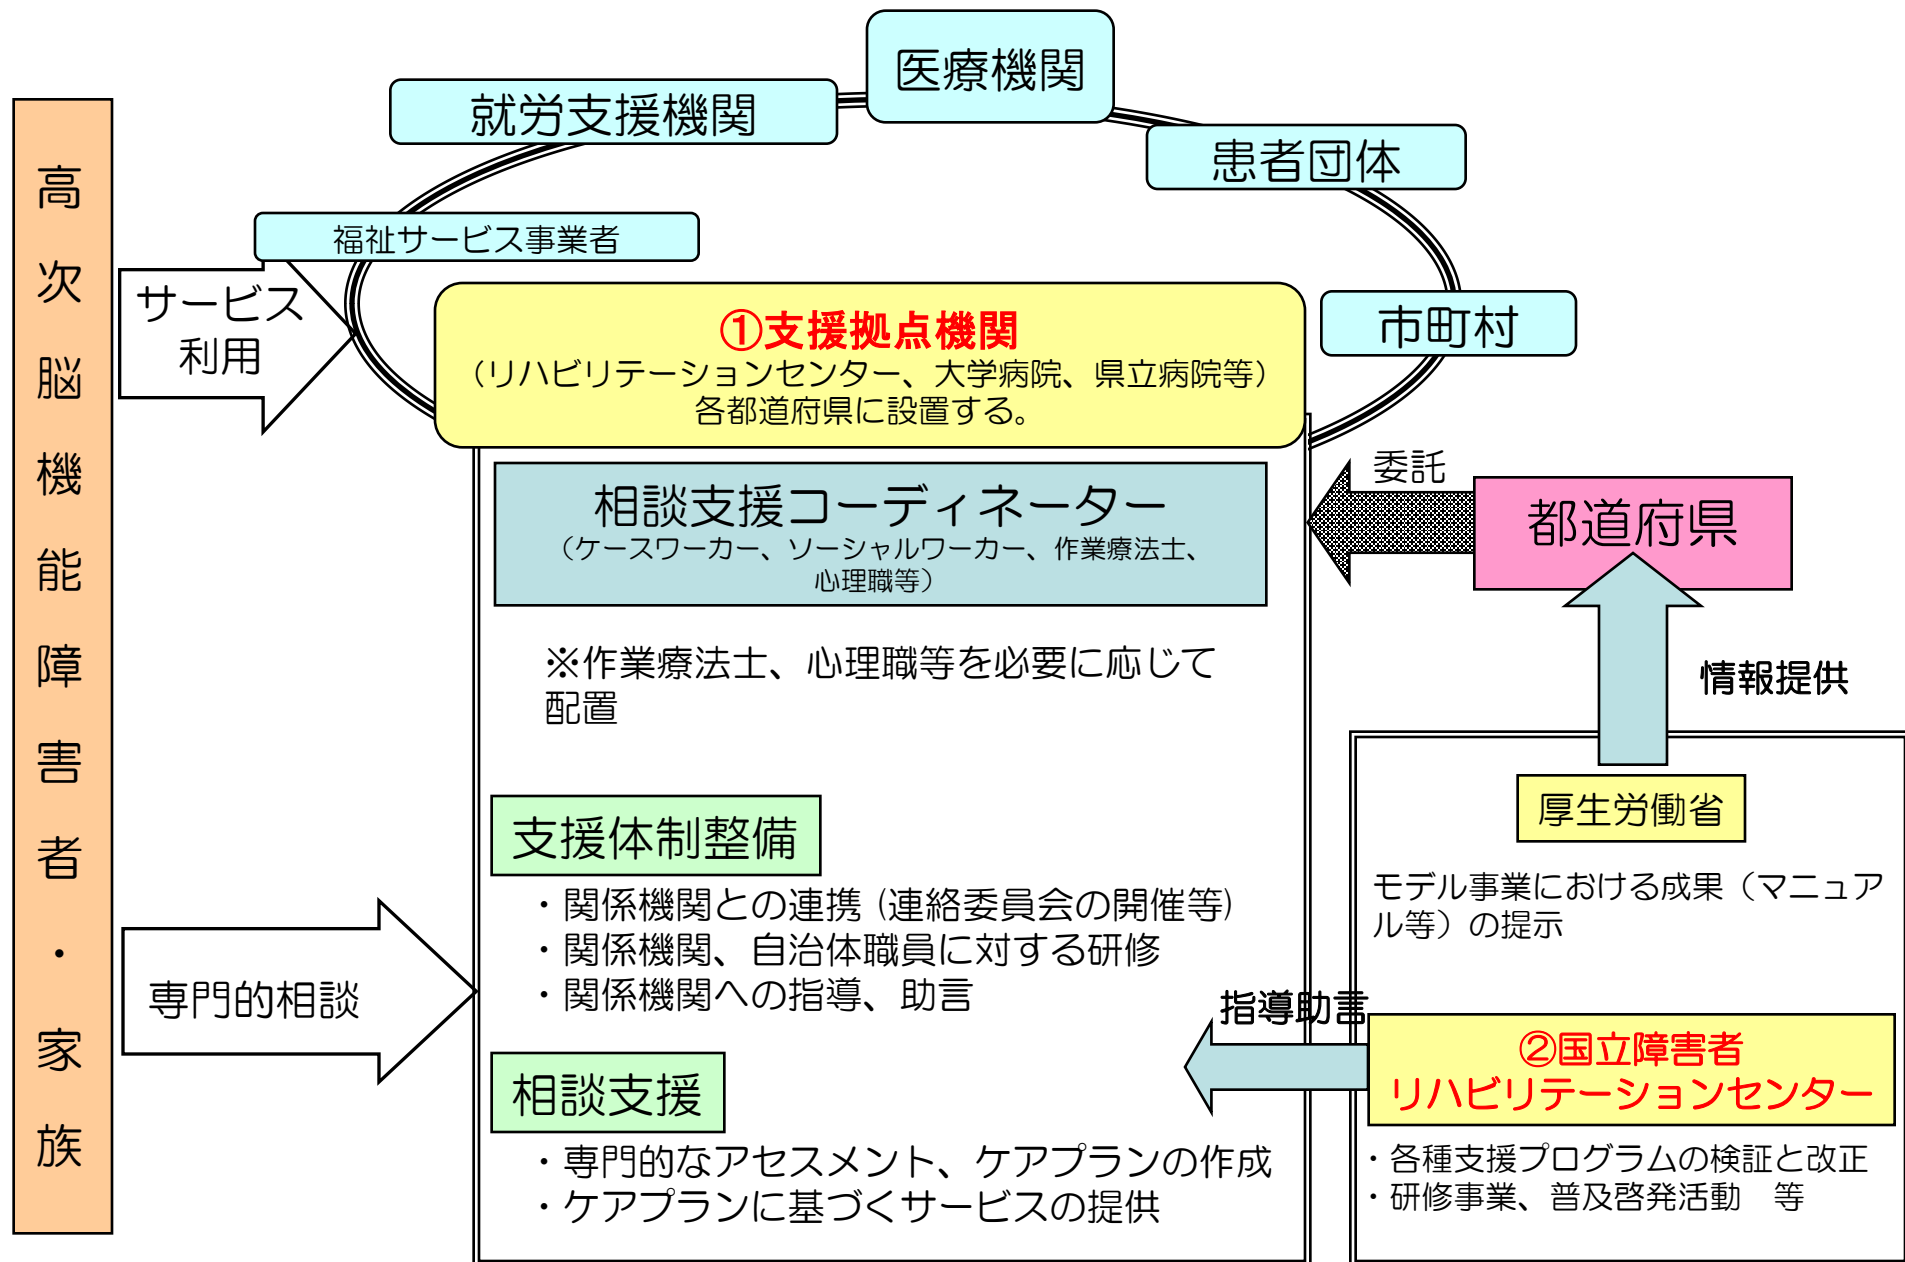 医療機関
就労支援機関
患者団体
福祉サービス事業者
市町村
高次脳機能障害者・家族
サービス
利用
①支援拠点機関
（リハビリテーションセンター、大学病院、県立病院等）
各都道府県に設置する。
委託
都道府県
相談支援コーディネーター
（ケースワーカー、ソーシャルワーカー、作業療法士、
心理職等）
※作業療法士、心理職等を必要に応じて
配置
情報提供
厚生労働省
モデル事業における成果（マニュア
ル等）の提示
支援体制整備
・関係機関との連携 (連絡委員会の開催等)
・関係機関、自治体職員に対する研修
・関係機関への指導、助言
専門的相談
指導助言
②国立障害者
リハビリテーションセンター
・各種支援プログラムの検証と改正
・研修事業、普及啓発活動　等
相談支援
・専門的なアセスメント、ケアプランの作成
・ケアプランに基づくサービスの提供